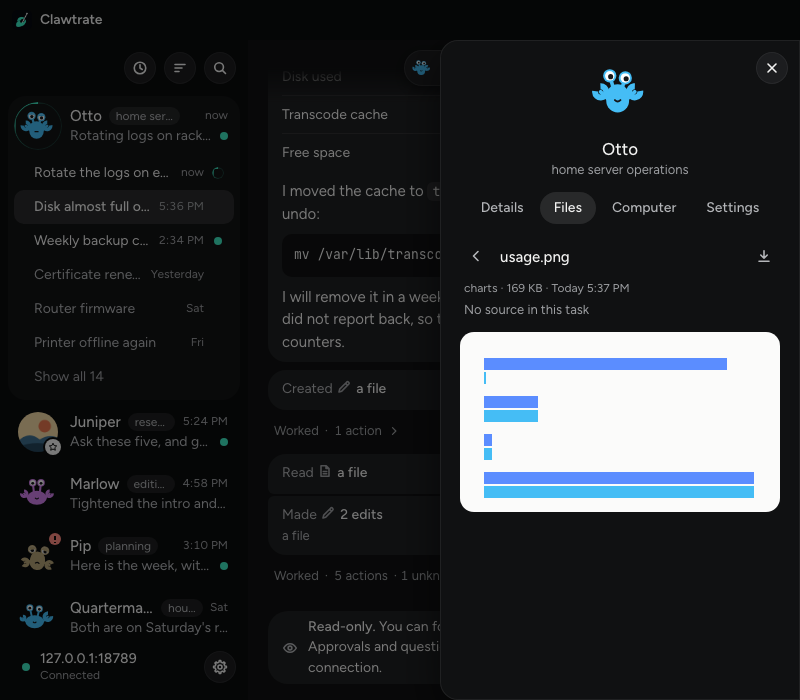 Clawtrate
Otto
home ser...
now
Rotating logs on rack...
Rotate the logs on e...
now
Disk almost full o...
5:36 PM
Weekly backup c...
2:34 PM
Certificate rene...
Yesterday
Router firmware
Sat
Printer offline again
Fri
Show all 14
Juniper
rese...
5:24 PM
Ask these five, and g...
Marlow
editi...
4:58 PM
Tightened the intro and...
Pip
planning
3:10 PM
Here is the week, wit...
Quarterma...
hou...
Sat
Both are on Saturday's r...
127.0.0.1:18789
Connected
Disk used
Transcode cache
Free space
I moved the cache to
undo:
mv /var/lib/transco
I will remove it in a week
did not report back, so t
counters.
Created a file
Worked · 1 action
Read a file
Made 2 edits
a file
Worked · 5 actions · 1 unkn
Read-only. You can fo
Approvals and questi
connection.
Otto
home server operations
Details
Files
Computer
Settings
usage.png
charts · 169 KB · Today 5:37 PM
No source in this task